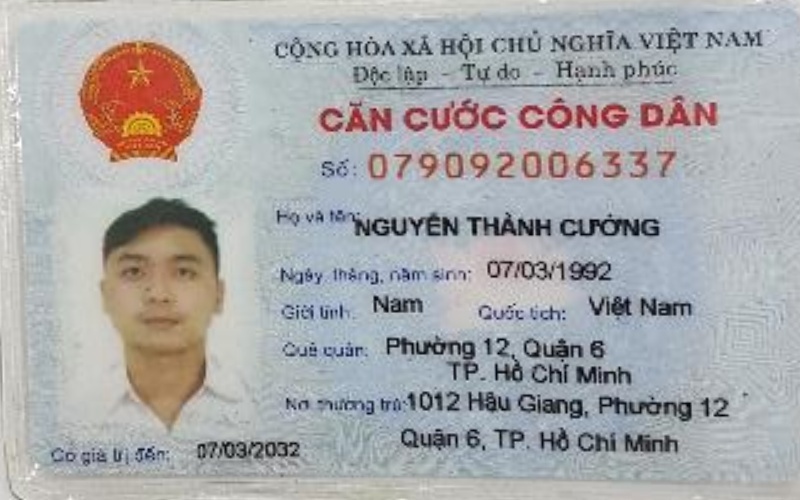 CỘNG HÒA XÃ HỘI CHỦ NGHĨA VIỆT NAM
Độc lập - Tự do - Hạnh phúc
CĂN CƯỚC CÔNG DÂN
Số: 079092006337
Họ và tên: NGUYỄN THÀNH CƯỜNG
Ngày, tháng, năm sinh: 07/03/1992
Giới tính: Nam Quốc tịch: Việt Nam
Quê quán: Phường 12, Quận 6
TP. Hồ Chí Minh
Nơi thường trú: 1012 Hậu Giang, Phường 12
Quận 6, TP. Hồ Chí Minh
Có giá trị đến: 07/03/2032